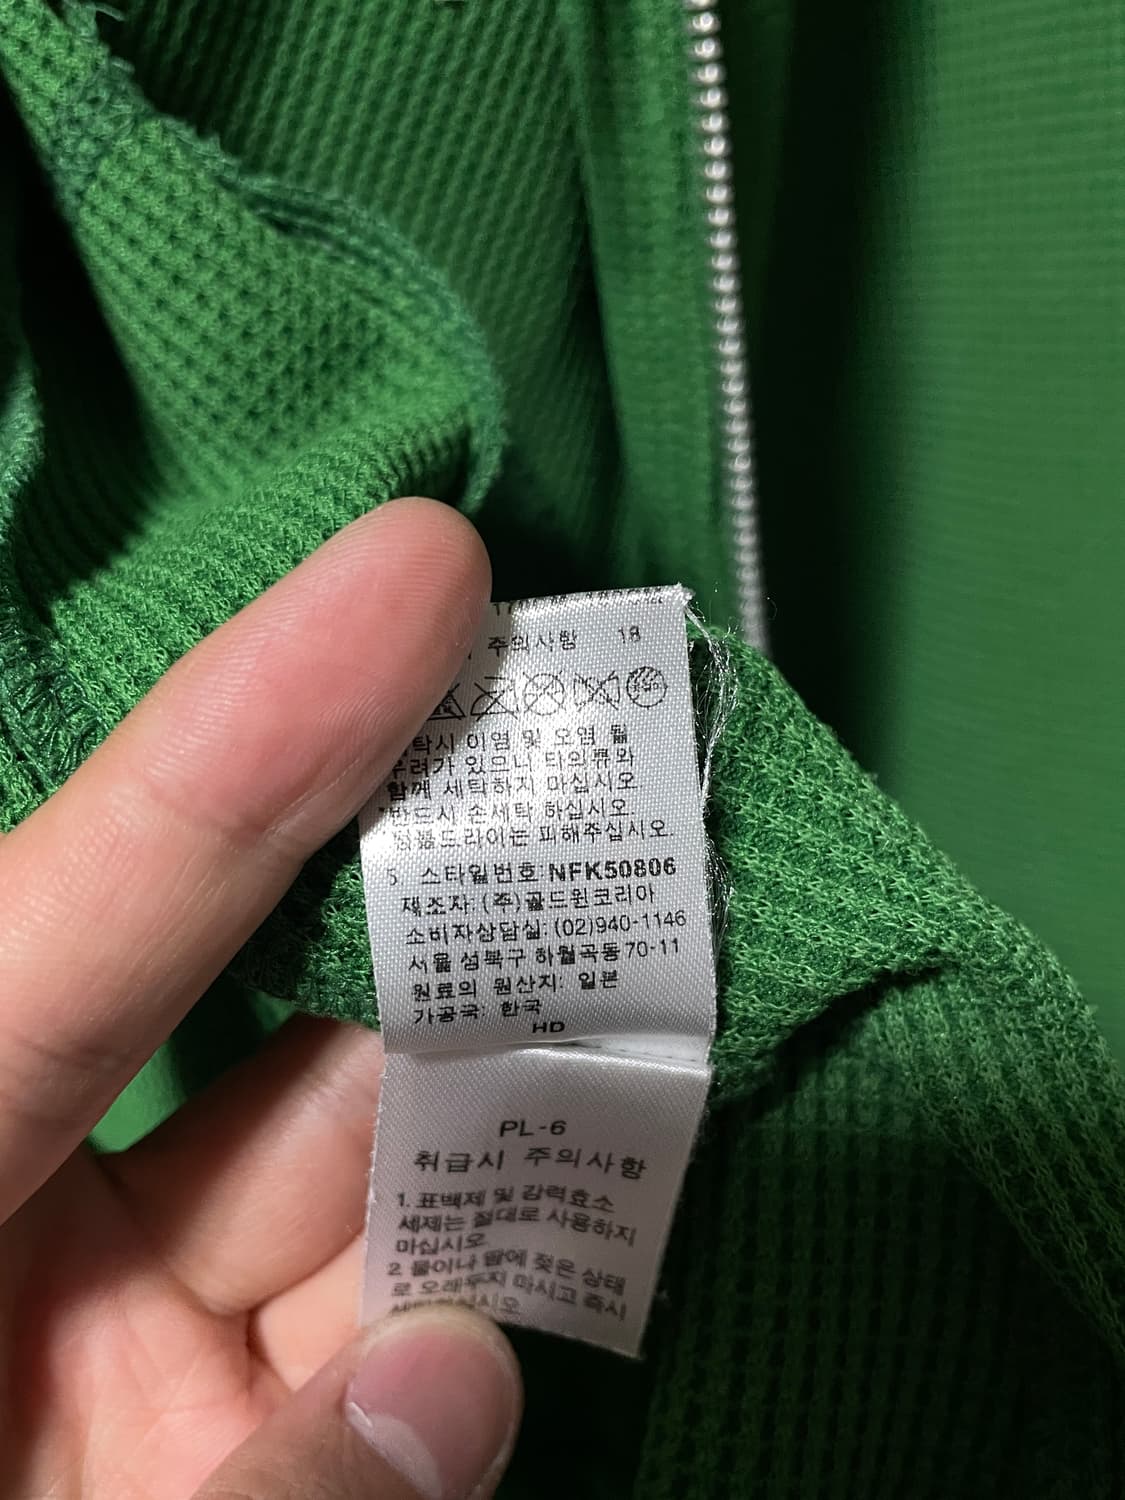 주의사항 18
탁시 이염 및 오염 될
우려가 있으니 타의류와
함께 세탁하지 마십시오
*반드시 손세탁 하십시오.
드라이는 피해주십시오.
5. 스타일번호:NFK50806
제조자:(주)골드윈코리아
소비자상담실:(02)940-1146
서울 성북구 하월곡동 70-11
원료의 원산지: 일본
가공국: 한국
HD
PL-6
취급시 주의사항
1. 표백제 및 강력효소
세제는 절대로 사용하지
마십시오
2 물이나 땀에 젖은 상태
로 오래두지 마시고 즉시